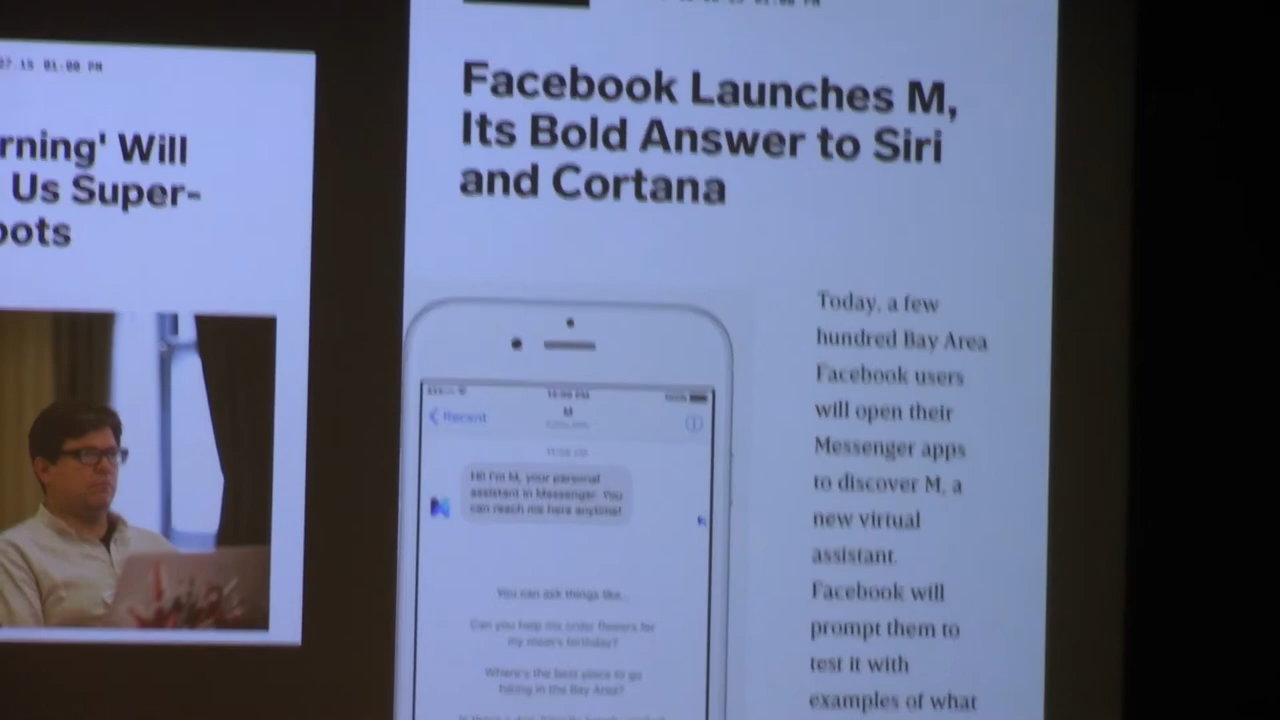 01:00 PM
rning' Will
Us Super-
bots
Facebook Launches M,
Its Bold Answer to Siri
and Cortana
Recent
M
Hi! I'm M, your personal
assistant in Messenger. You
can reach me here anytime!
You can ask things like...
Can you help me order flowers for
my mom's birthday?
Where's the best place to go
hiking in the Bay Area?
Today, a few
hundred Bay Area
Facebook users
will open their
Messenger apps
to discover M, a
new virtual
assistant.
Facebook will
prompt them to
test it with
examples of what